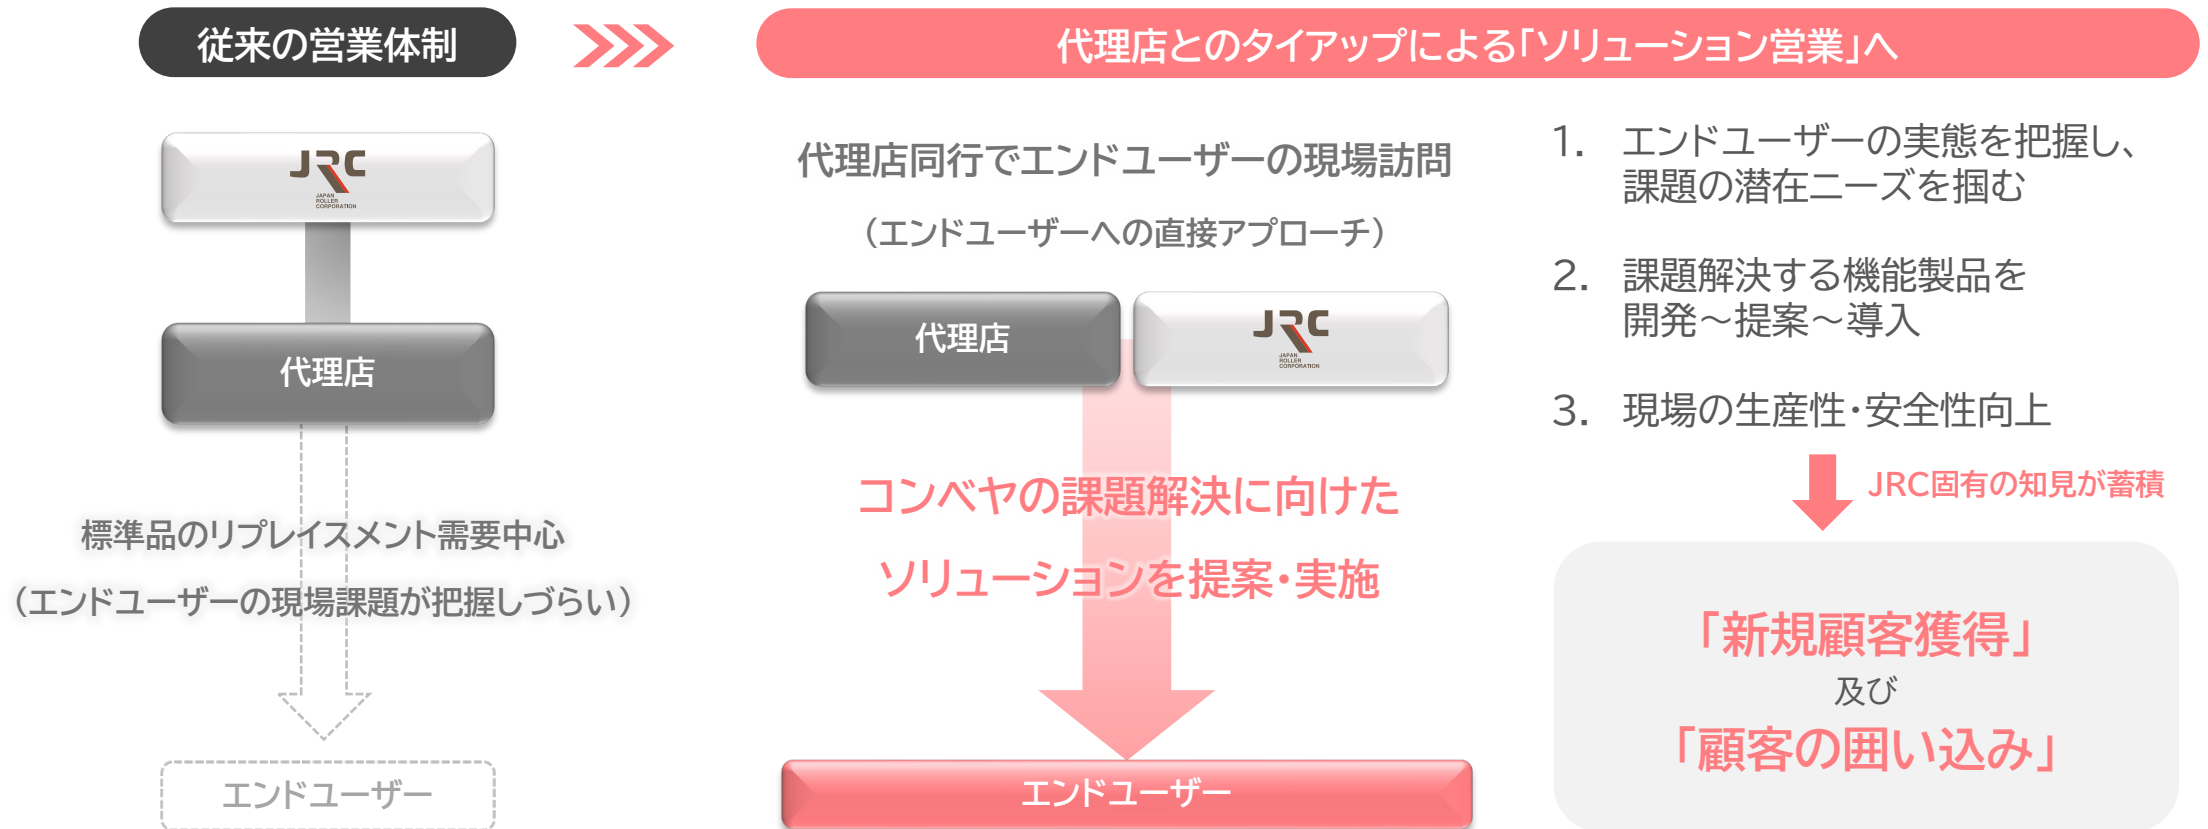 従来の営業体制
代理店とのタイアップによる「ソリューション営業」へ
JRC
JAPAN
ROLLER
CORPORATION
代理店
標準品のリプレイスメント需要中心
（エンドユーザーの現場課題が把握しづらい）
エンドユーザー
代理店同行でエンドユーザーの現場訪問
（エンドユーザーへの直接アプローチ）
代理店
JRC
JAPAN
ROLLER
CORPORATION
コンベヤの課題解決に向けた
ソリューションを提案・実施
エンドユーザー
1. エンドユーザーの実態を把握し、
課題の潜在ニーズを掴む
2. 課題解決する機能製品を
開発～提案～導入
3. 現場の生産性・安全性向上
JRC固有の知見が蓄積
「新規顧客獲得」
及び
「顧客の囲い込み」